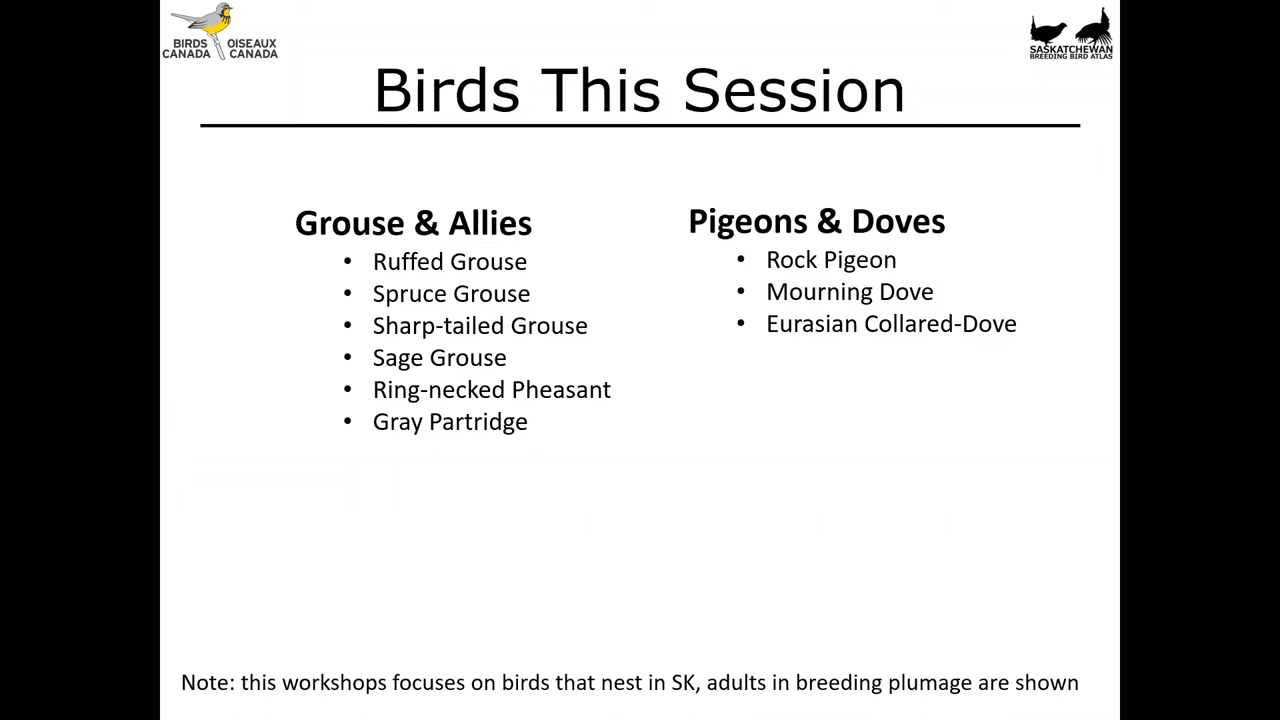 BIRDS CANADA
OISEAUX CANADA
SASKATCHEWAN
BREEDING BIRD ATLAS
Birds This Session
Grouse & Allies
• Ruffed Grouse
• Spruce Grouse
• Sharp-tailed Grouse
• Sage Grouse
• Ring-necked Pheasant
• Gray Partridge
Pigeons & Doves
• Rock Pigeon
• Mourning Dove
• Eurasian Collared-Dove
Note: this workshops focuses on birds that nest in SK, adults in breeding plumage are shown